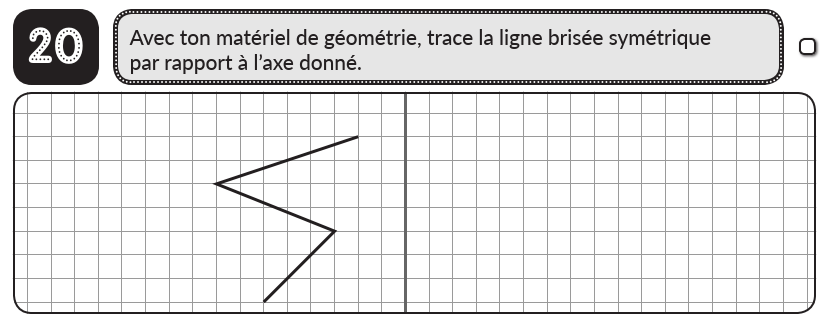 20
Avec ton matériel de géométrie, trace la ligne brisée symétrique
par rapport à l’axe donné.